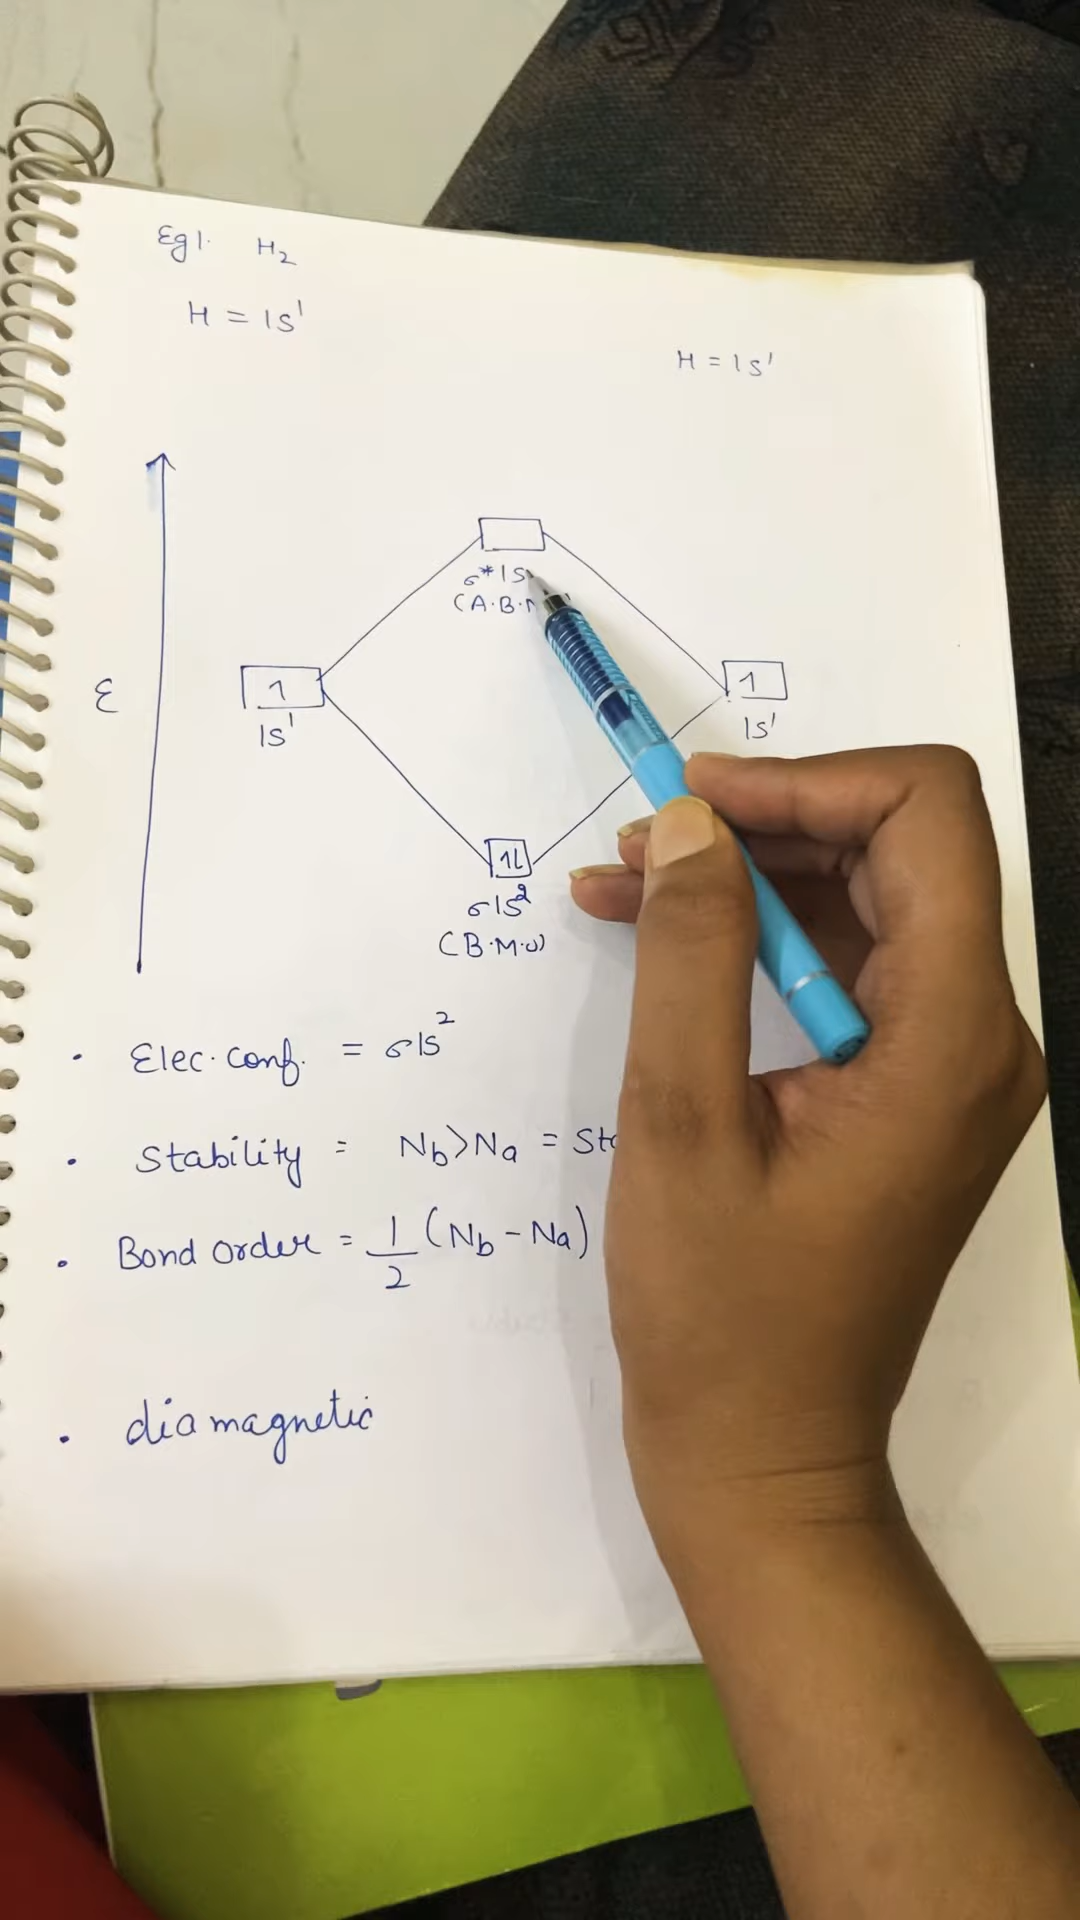 Eg1. H₂
H = 1s¹
H = 1s¹
σ*1s
(A.B.M
ε
1
1s¹
1
1s¹
1L
σ1s²
(B.M.O)
• Elec. conf. = σ1s²
• Stability = Nb>Na =
• Bond order = 1/2 (Nb - Na)
• diamagnetic